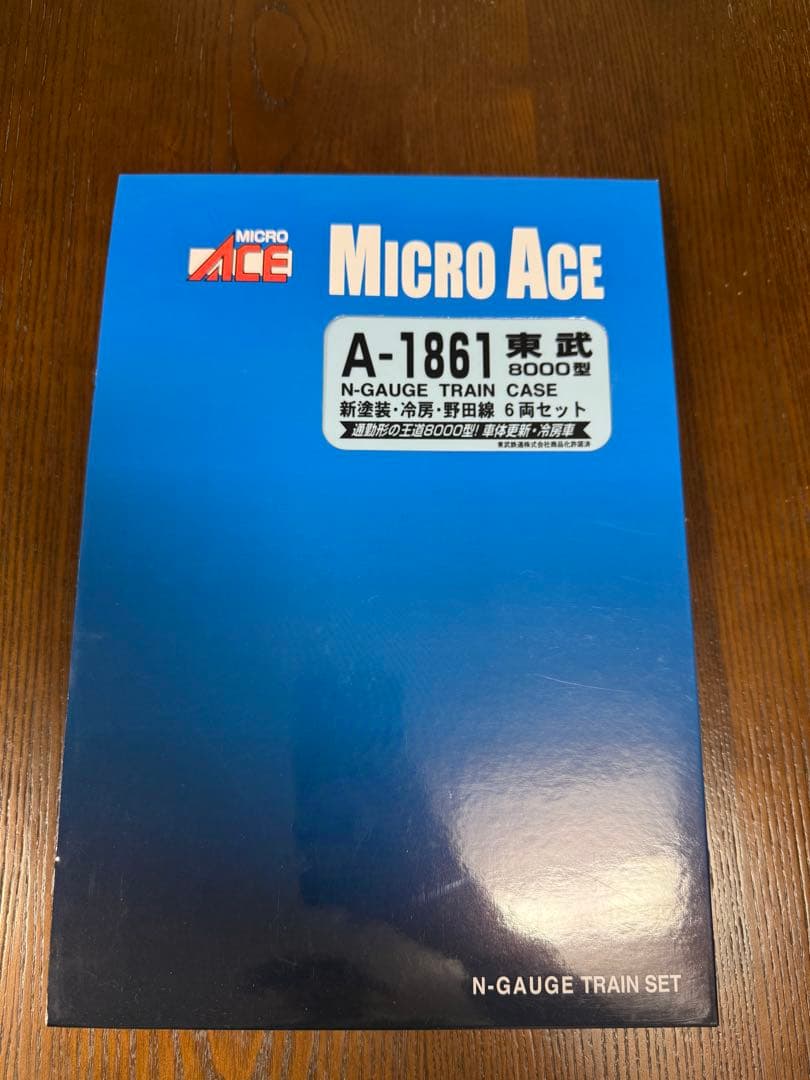 MICRO
ACE
MICRO ACE
A-1861 東武
8000型
N-GAUGE TRAIN CASE
新塗装・冷房・野田線 6両セット
通勤形の王道8000型!車体更新・冷房車
東武鉄道株式会社商品化許諾済
N-GAUGE TRAIN SET